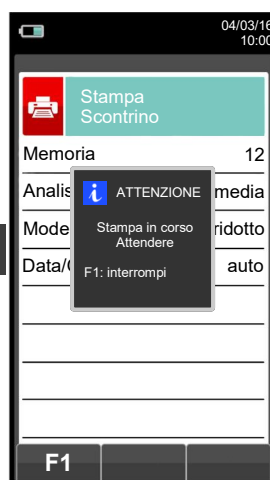 04/03/16
10:00
Stampa
Scontrino
Memoria 12
Analis media
Mode ridotto
Data/ auto
ATTENZIONE
Stampa in corso
Attendere
F1: interrompi
F1